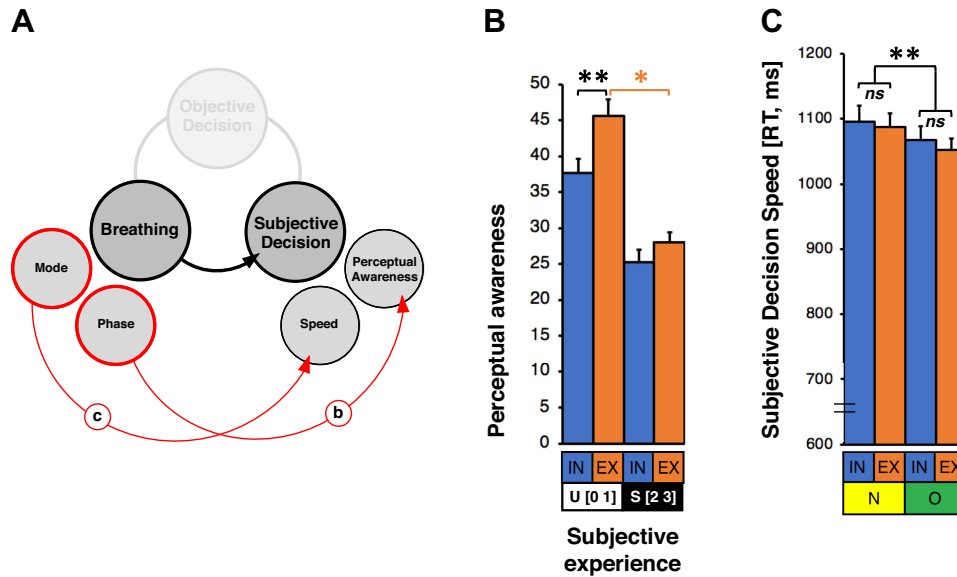 A
Objective
Decision
Breathing
Subjective
Decision
Mode
Phase
Speed
Perceptual
Awareness
c
b
B
Perceptual awareness
50
45
40
35
30
25
20
15
10
5
0
**
*
IN EX IN EX
U [0 1] S [2 3]
Subjective
experience
C
Subjective Decision Speed [RT, ms]
1200
1100
1000
900
800
700
600
**
ns
ns
IN EX IN EX
N O